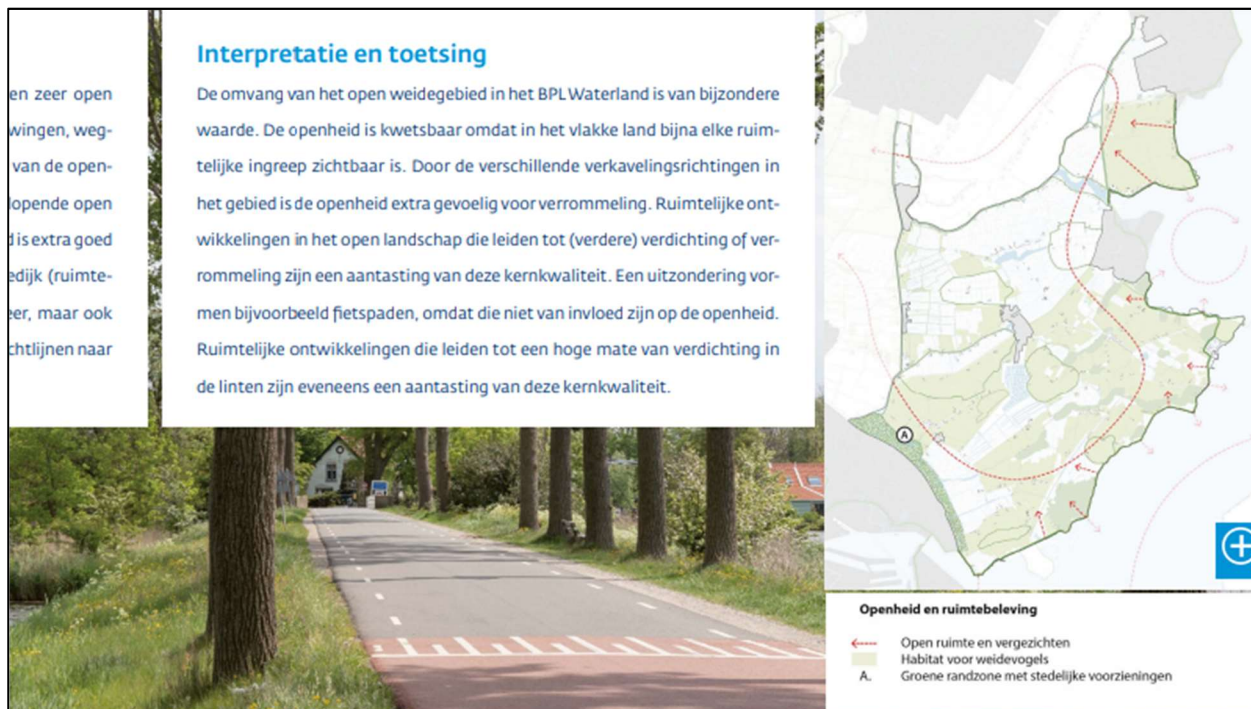 en zeer open
wingen, weg-
van de open-
lopende open
d is extra goed
edijk (ruimte-
eer, maar ook
chtlijnen naar
Interpretatie en toetsing
De omvang van het open weidegebied in het BPL Waterland is van bijzondere
waarde. De openheid is kwetsbaar omdat in het vlakke land bijna elke ruim-
telijke ingreep zichtbaar is. Door de verschillende verkavelingsrichtingen in
het gebied is de openheid extra gevoelig voor verrommeling. Ruimtelijke ont-
wikkelingen in het open landschap die leiden tot (verdere) verdichting of ver-
rommeling zijn een aantasting van deze kernkwaliteit. Een uitzondering vor-
men bijvoorbeeld fietspaden, omdat die niet van invloed zijn op de openheid.
Ruimtelijke ontwikkelingen die leiden tot een hoge mate van verdichting in
de linten zijn eveneens een aantasting van deze kernkwaliteit.
A
Openheid en ruimtebeleving
Open ruimte en vergezichten
Habitat voor weidevogels
A. Groene randzone met stedelijke voorzieningen